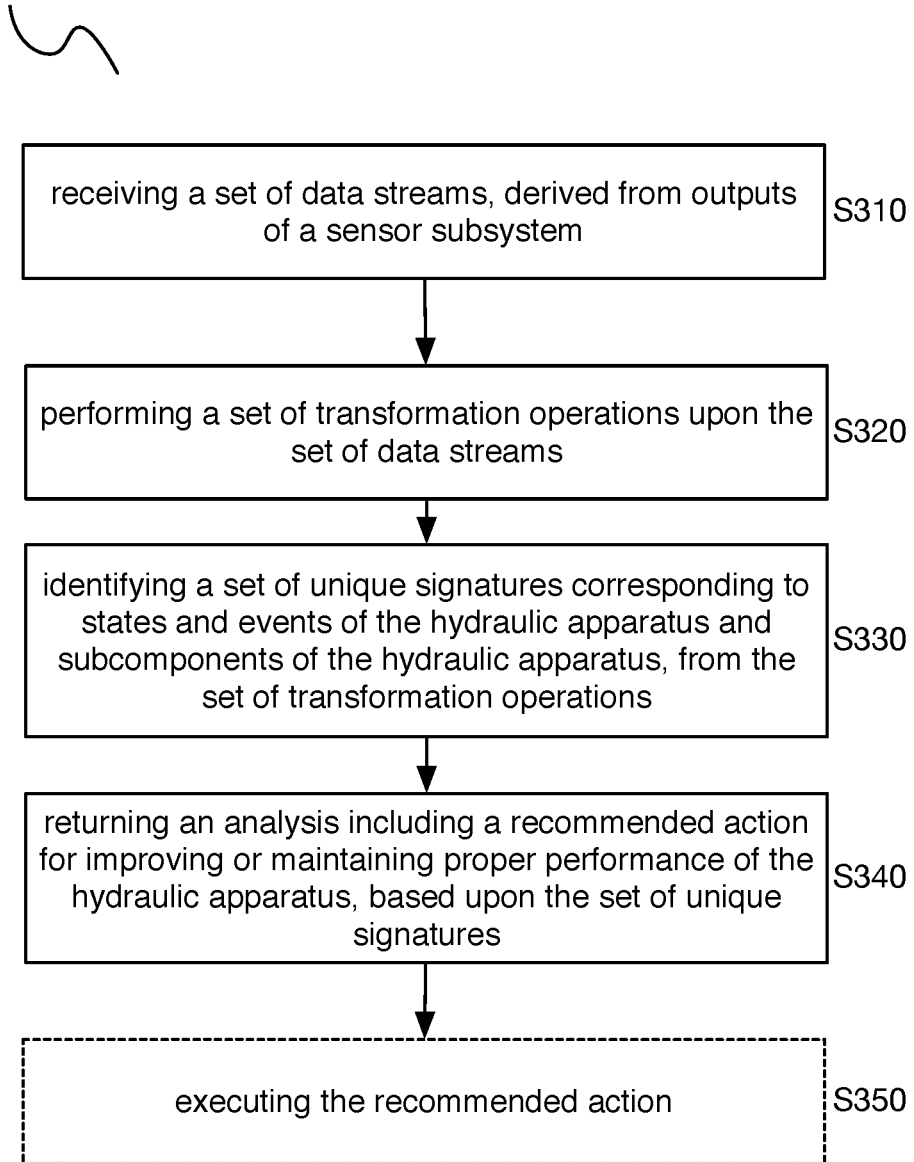 receiving a set of data streams, derived from outputs
of a sensor subsystem
S310
performing a set of transformation operations upon the
set of data streams
S320
identifying a set of unique signatures corresponding to
states and events of the hydraulic apparatus and
subcomponents of the hydraulic apparatus, from the
set of transformation operations
S330
returning an analysis including a recommended action
for improving or maintaining proper performance of the
hydraulic apparatus, based upon the set of unique
signatures
S340
executing the recommended action
S350